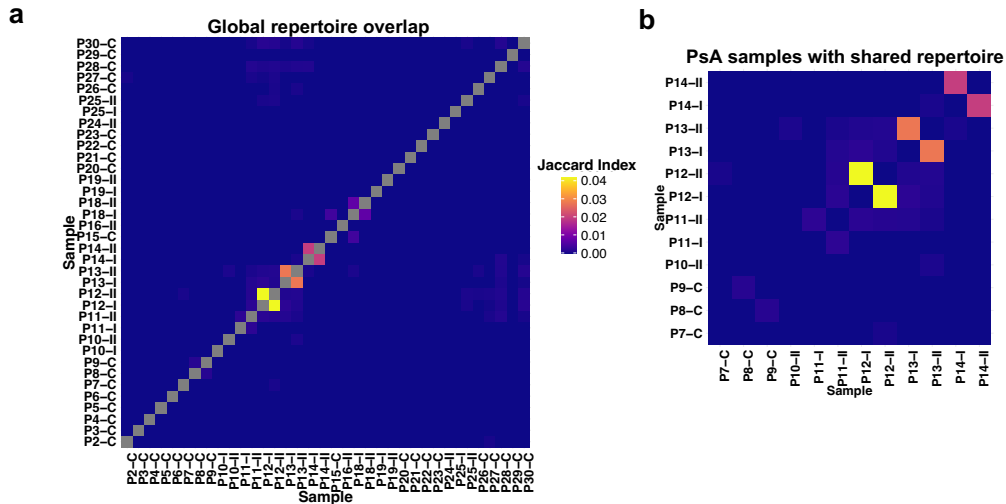 a
Global repertoire overlap
P30–C
P29–C
P28–C
P27–C
P26–C
P25–II
P25–I
P24–II
P23–C
P22–C
P21–C
P20–C
P19–II
P19–I
P18–II
P18–I
P16–II
P15–C
P14–II
P14–I
P13–II
P13–I
P12–II
P12–I
P11–II
P11–I
P10–II
P10–I
P9–C
P8–C
P7–C
P6–C
P5–C
P4–C
P3–C
P2–C
Sample
P2–C
P3–C
P4–C
P5–C
P6–C
P7–C
P8–C
P9–C
P10–I
P10–II
P11–I
P11–II
P12–I
P12–II
P13–I
P13–II
P14–I
P14–II
P15–C
P16–II
P18–I
P18–II
P19–I
P19–II
P20–C
P21–C
P22–C
P23–C
P24–II
P25–I
P25–II
P26–C
P27–C
P28–C
P29–C
P30–C
Sample
Jaccard Index
0.04
0.03
0.02
0.01
0.00
b
PsA samples with shared repertoire
P14–II
P14–I
P13–II
P13–I
P12–II
P12–I
P11–II
P11–I
P10–II
P9–C
P8–C
P7–C
Sample
P7–C
P8–C
P9–C
P10–II
P11–I
P11–II
P12–I
P12–II
P13–I
P13–II
P14–I
P14–II
Sample